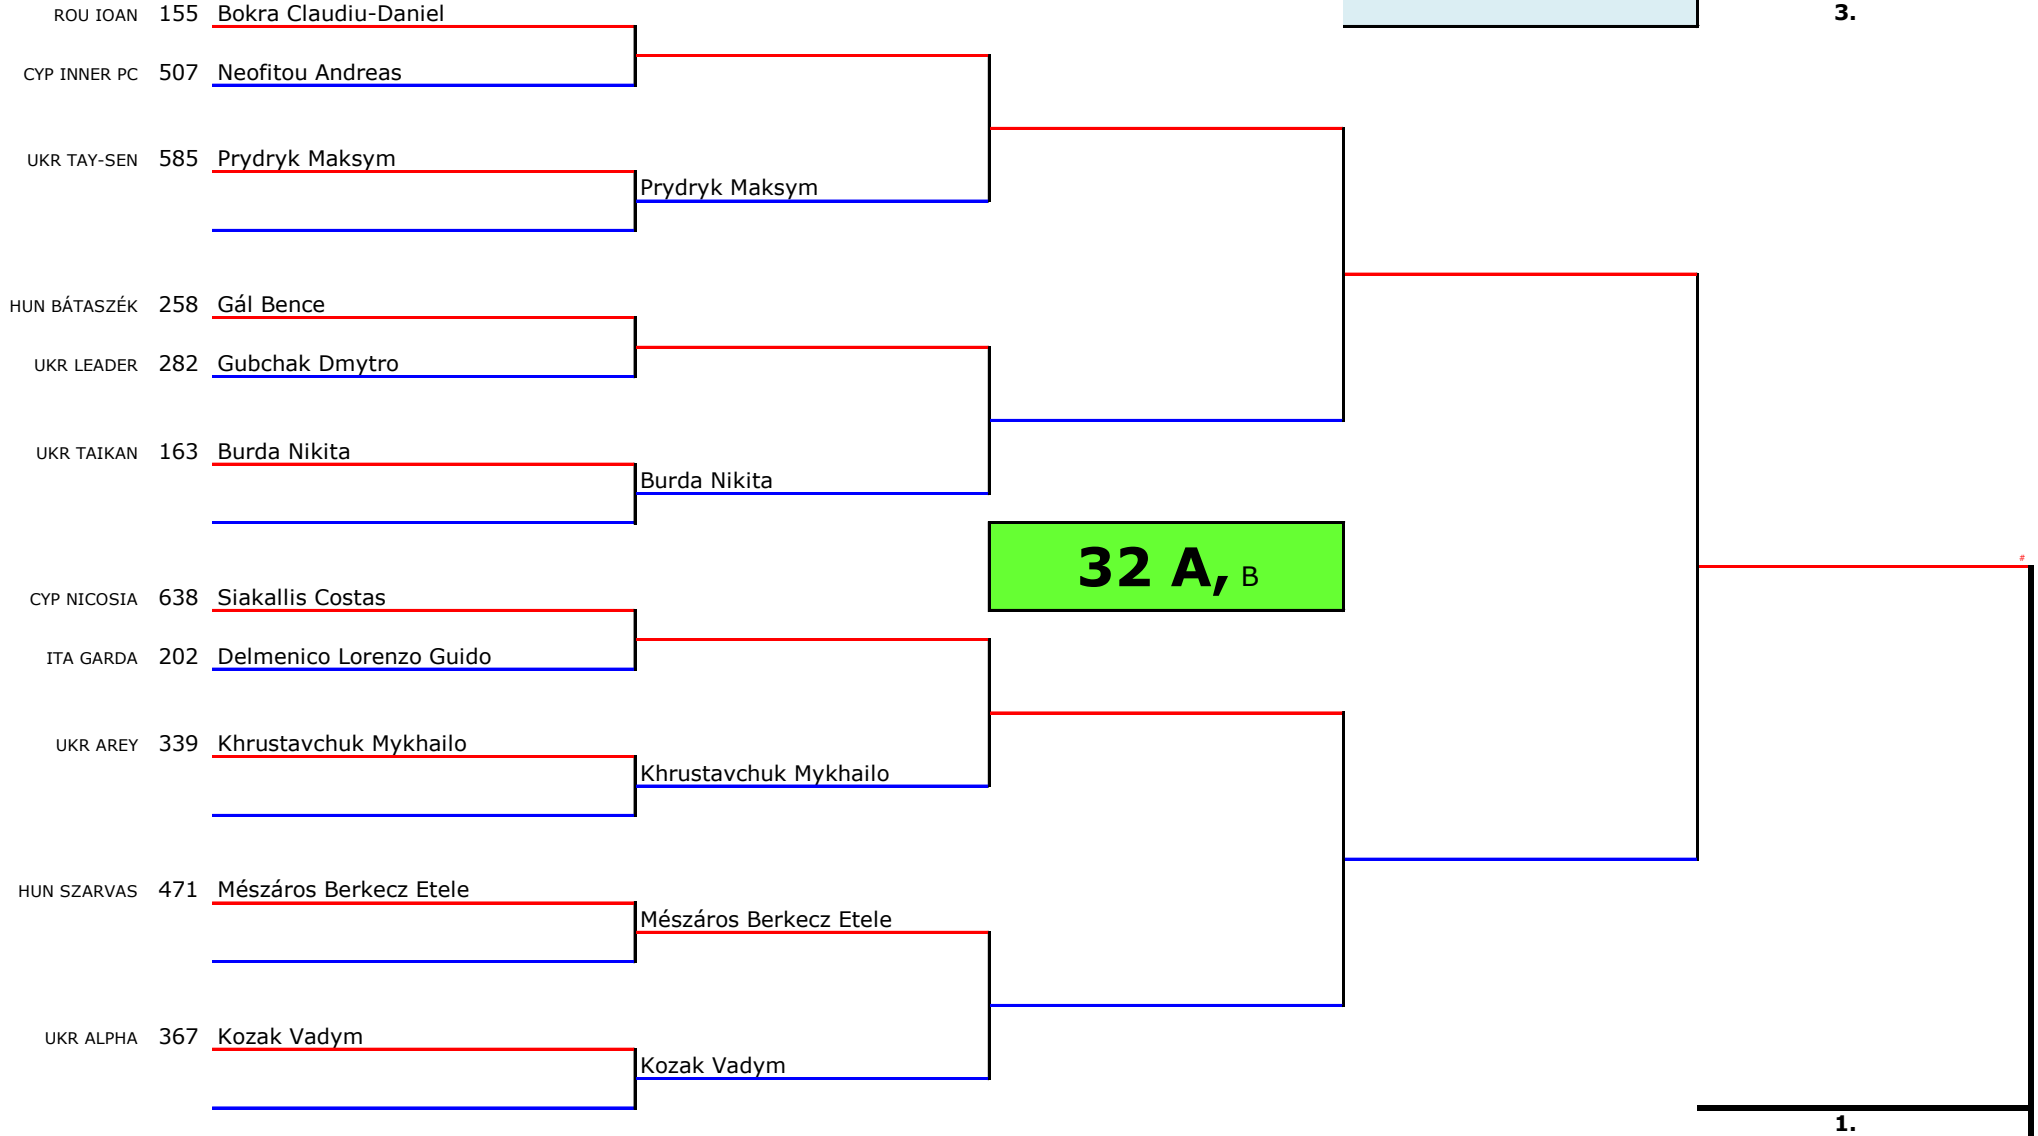 ROU IOAN 155 Bokra Claudiu-Daniel
3.
CYP INNER PC 507 Neofitou Andreas
UKR TAY-SEN 585 Prydryk Maksym
Prydryk Maksym
HUN BÁTASZÉK 258 Gál Bence
UKR LEADER 282 Gubchak Dmytro
UKR TAIKAN 163 Burda Nikita
Burda Nikita
32 A, B
#
CYP NICOSIA 638 Siakallis Costas
ITA GARDA 202 Delmenico Lorenzo Guido
UKR AREY 339 Khrustavchuk Mykhailo
Khrustavchuk Mykhailo
HUN SZARVAS 471 Mészáros Berkecz Etele
Mészáros Berkecz Etele
UKR ALPHA 367 Kozak Vadym
Kozak Vadym
1.